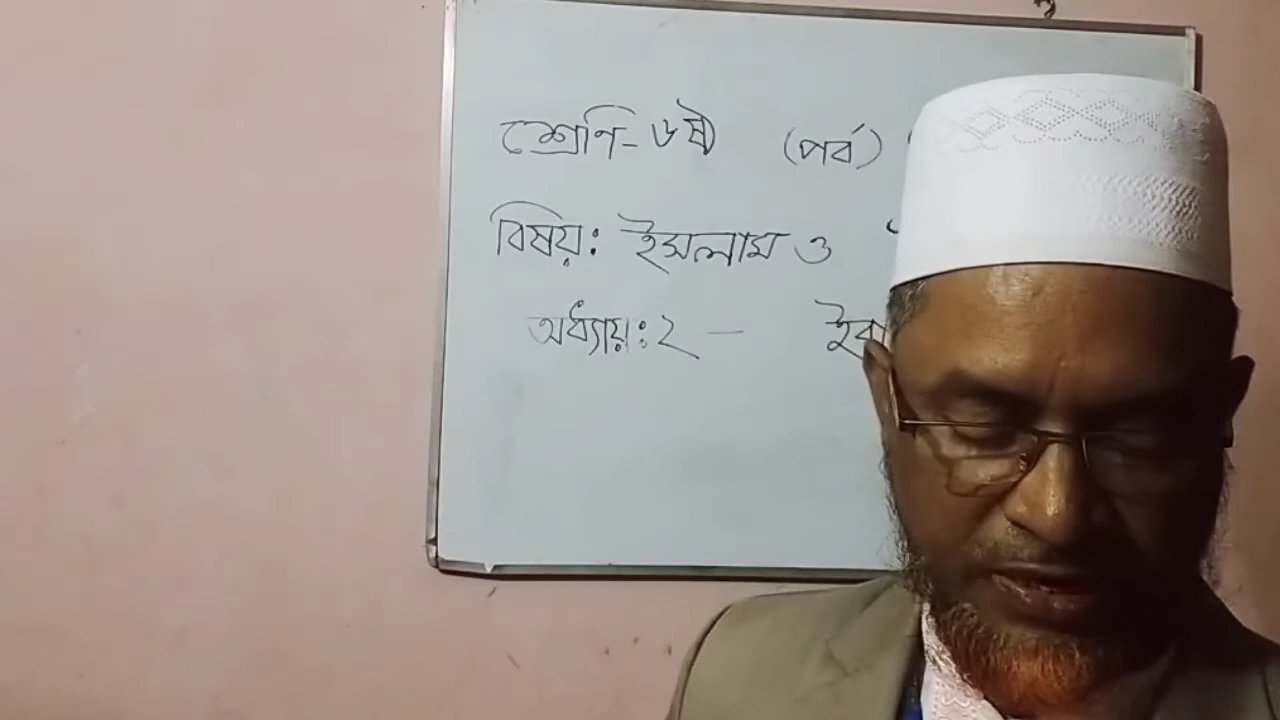 শ্রেণি-৬ষ্ঠ (পর্ব)
বিষয়: ইসলাম ও
অধ্যায়: ২ —